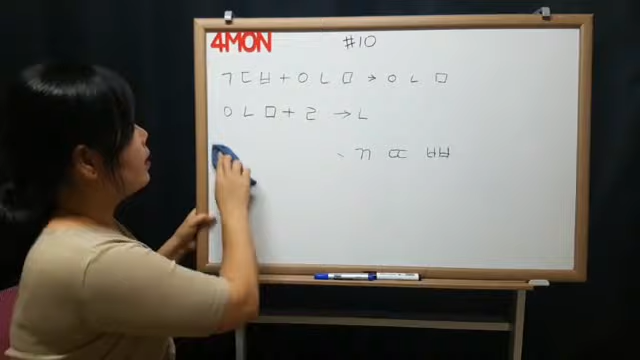 4MON #10
ㄱㄷㅂ+ㅇㄴㅁ→ㅇㄴㅁ
ㅇㄴㅁ+ㄹ→ㄴ
ㄲ ㄸ ㅃ